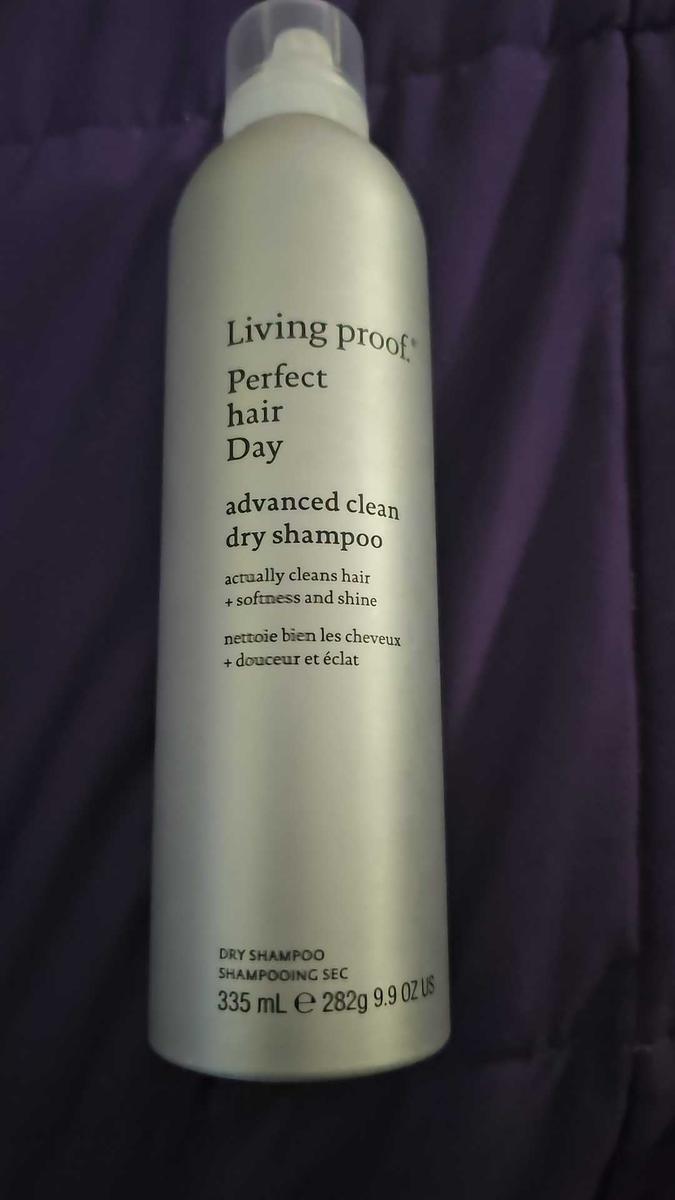 Living proof.®
Perfect
hair
Day
advanced clean
dry shampoo
actually cleans hair
+ softness and shine
nettoie bien les cheveux
+ douceur et éclat
DRY SHAMPOO
SHAMPOOING SEC
335 mL ℮ 282g 9.9 OZ US